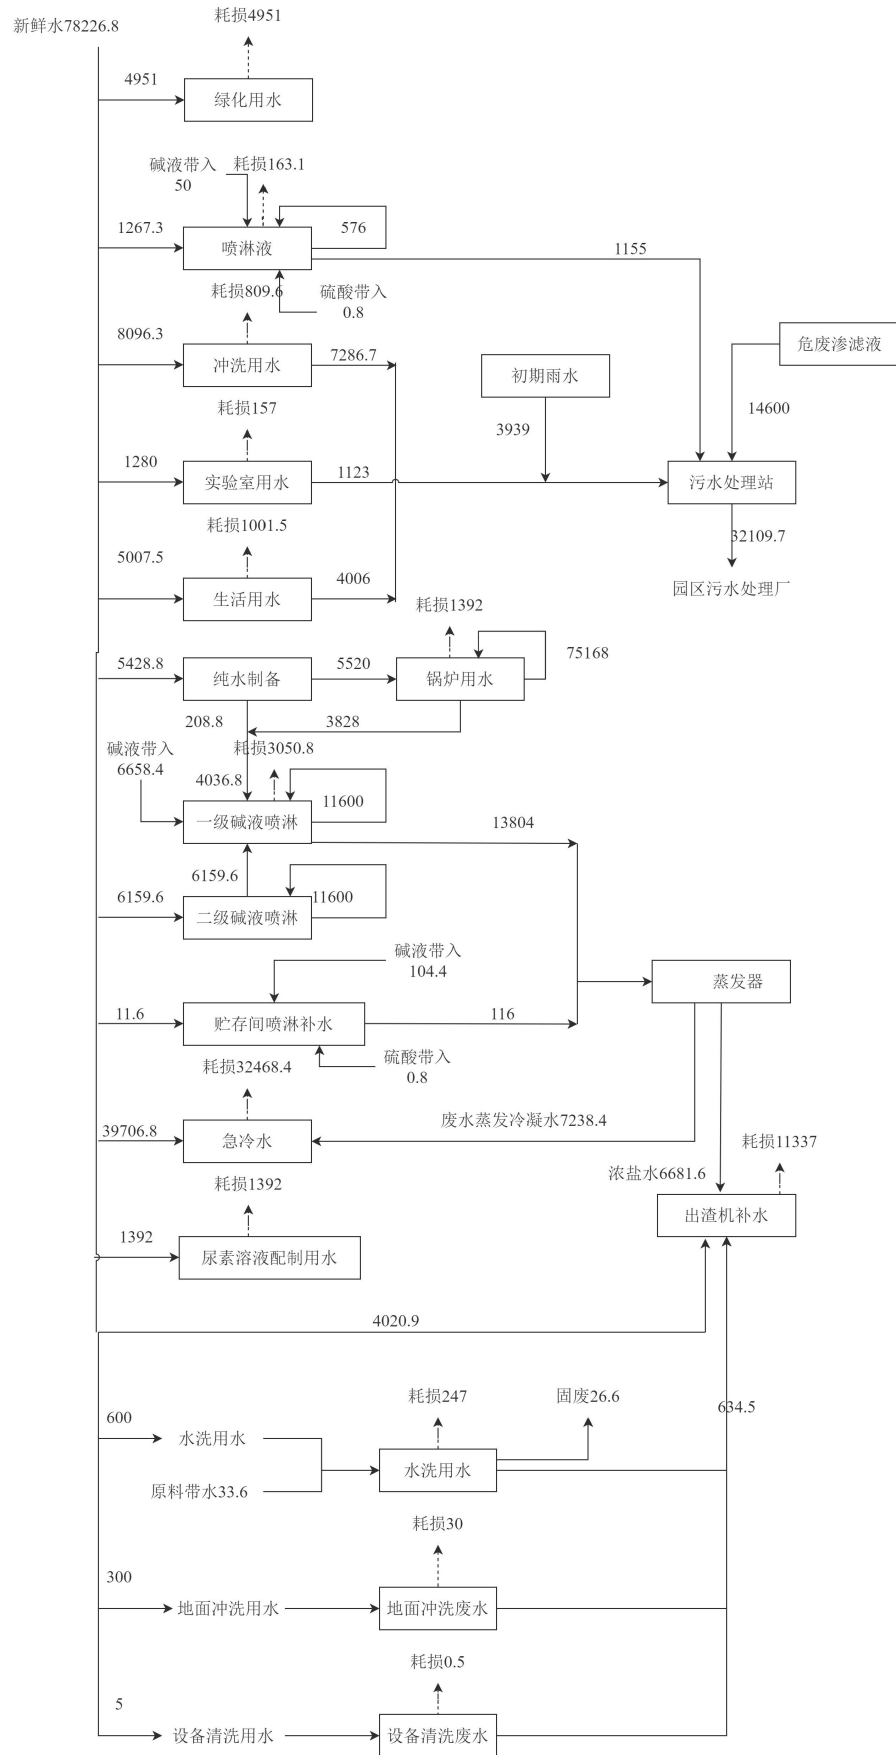 耗损4951
新鲜水78226.8
4951
绿化用水
碱液带入
50
耗损163.1
1267.3
喷淋液
576
1155
耗损809.6
硫酸带入
0.8
8096.3
冲洗用水
7286.7
初期雨水
危废渗滤液
耗损157
3939
14600
1280
实验室用水
1123
污水处理站
耗损1001.5
32109.7
5007.5
生活用水
4006
园区污水处理厂
耗损1392
5428.8
纯水制备
5520
锅炉用水
75168
208.8
3828
碱液带入
6658.4
耗损3050.8
4036.8
11600
一级碱液喷淋
13804
6159.6
6159.6
二级碱液喷淋
11600
碱液带入
104.4
蒸发器
11.6
贮存间喷淋补水
116
硫酸带入
0.8
耗损32468.4
39706.8
急冷水
废水蒸发冷凝水7238.4
耗损11337
浓盐水6681.6
耗损1392
出渣机补水
1392
尿素溶液配制用水
4020.9
耗损247
固废26.6
634.5
600
水洗用水
水洗用水
原料带水33.6
耗损30
300
地面冲洗用水
地面冲洗废水
耗损0.5
5
设备清洗用水
设备清洗废水